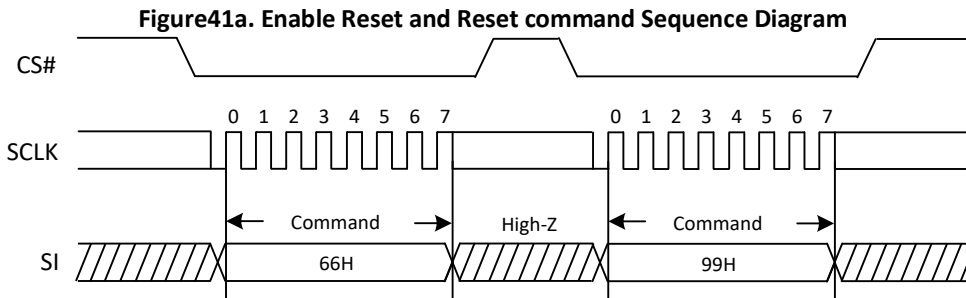 Figure41a. Enable Reset and Reset command Sequence Diagram
CS#
0 1 2 3 4 5 6 7 0 1 2 3 4 5 6 7
SCLK
Command High-Z Command
SI 66H 99H